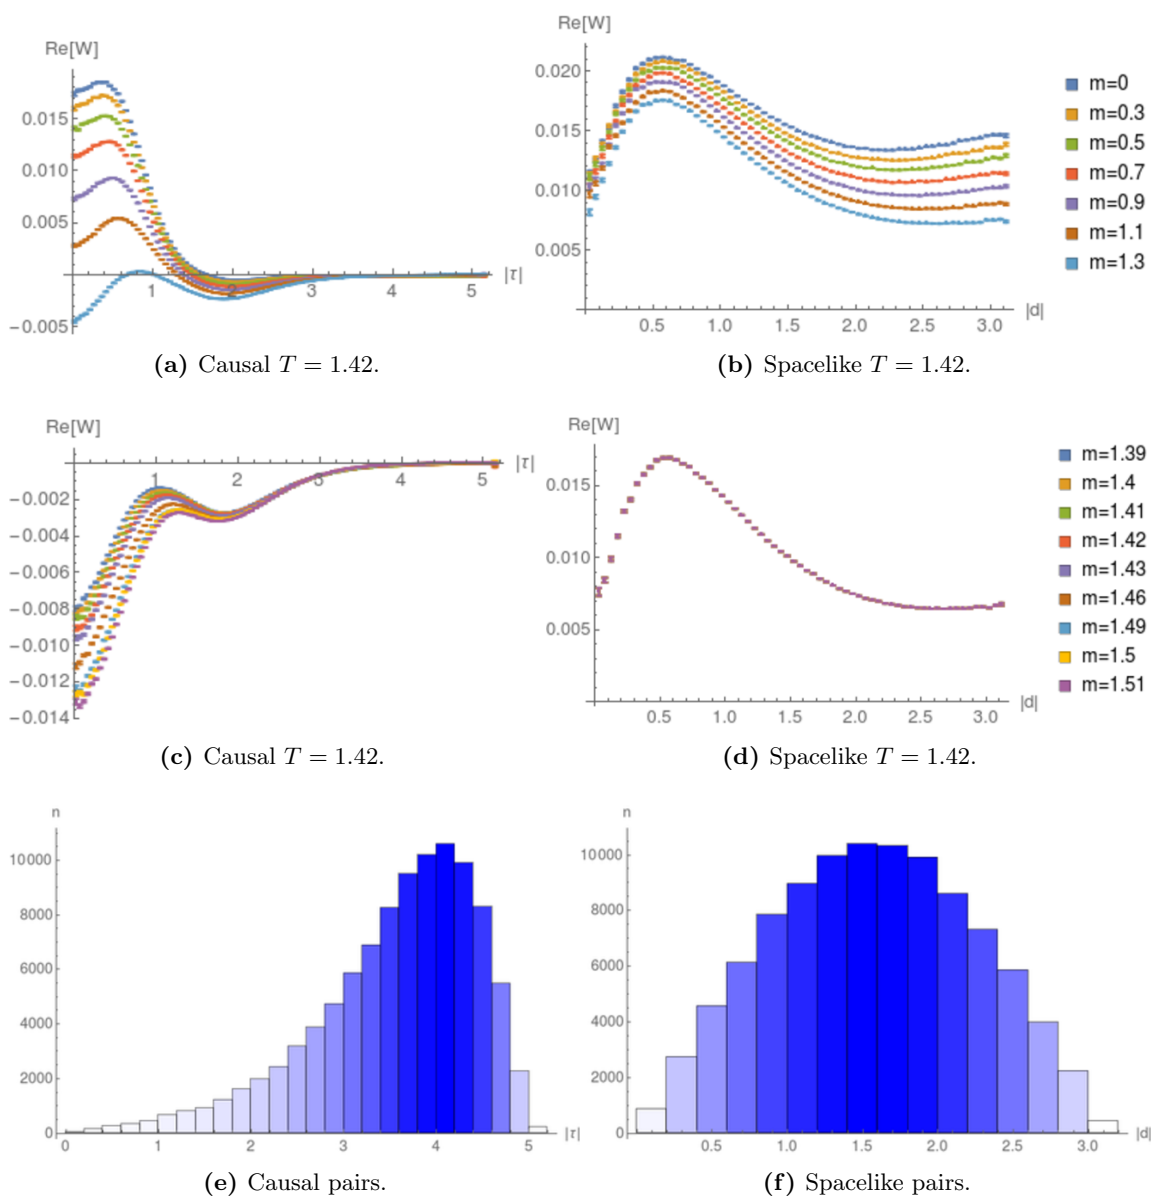 Re[W]
0.015
0.010
0.005
−0.005
1 2 3 4 5
|τ|
(a) Causal T = 1.42.
Re[W]
0.020
0.015
0.010
0.005
0.5 1.0 1.5 2.0 2.5 3.0
|d|
m=0
m=0.3
m=0.5
m=0.7
m=0.9
m=1.1
m=1.3
(b) Spacelike T = 1.42.
Re[W]
1 2 3 4 5
|τ|
−0.002
−0.004
−0.006
−0.008
−0.010
−0.012
−0.014
(c) Causal T = 1.42.
Re[W]
0.015
0.010
0.005
0.5 1.0 1.5 2.0 2.5 3.0
|d|
m=1.39
m=1.4
m=1.41
m=1.42
m=1.43
m=1.46
m=1.49
m=1.5
m=1.51
(d) Spacelike T = 1.42.
n
10000
8000
6000
4000
2000
0
0 1 2 3 4 5
|τ|
(e) Causal pairs.
n
10000
8000
6000
4000
2000
0
0.5 1.0 1.5 2.0 2.5 3.0
|d|
(f) Spacelike pairs.